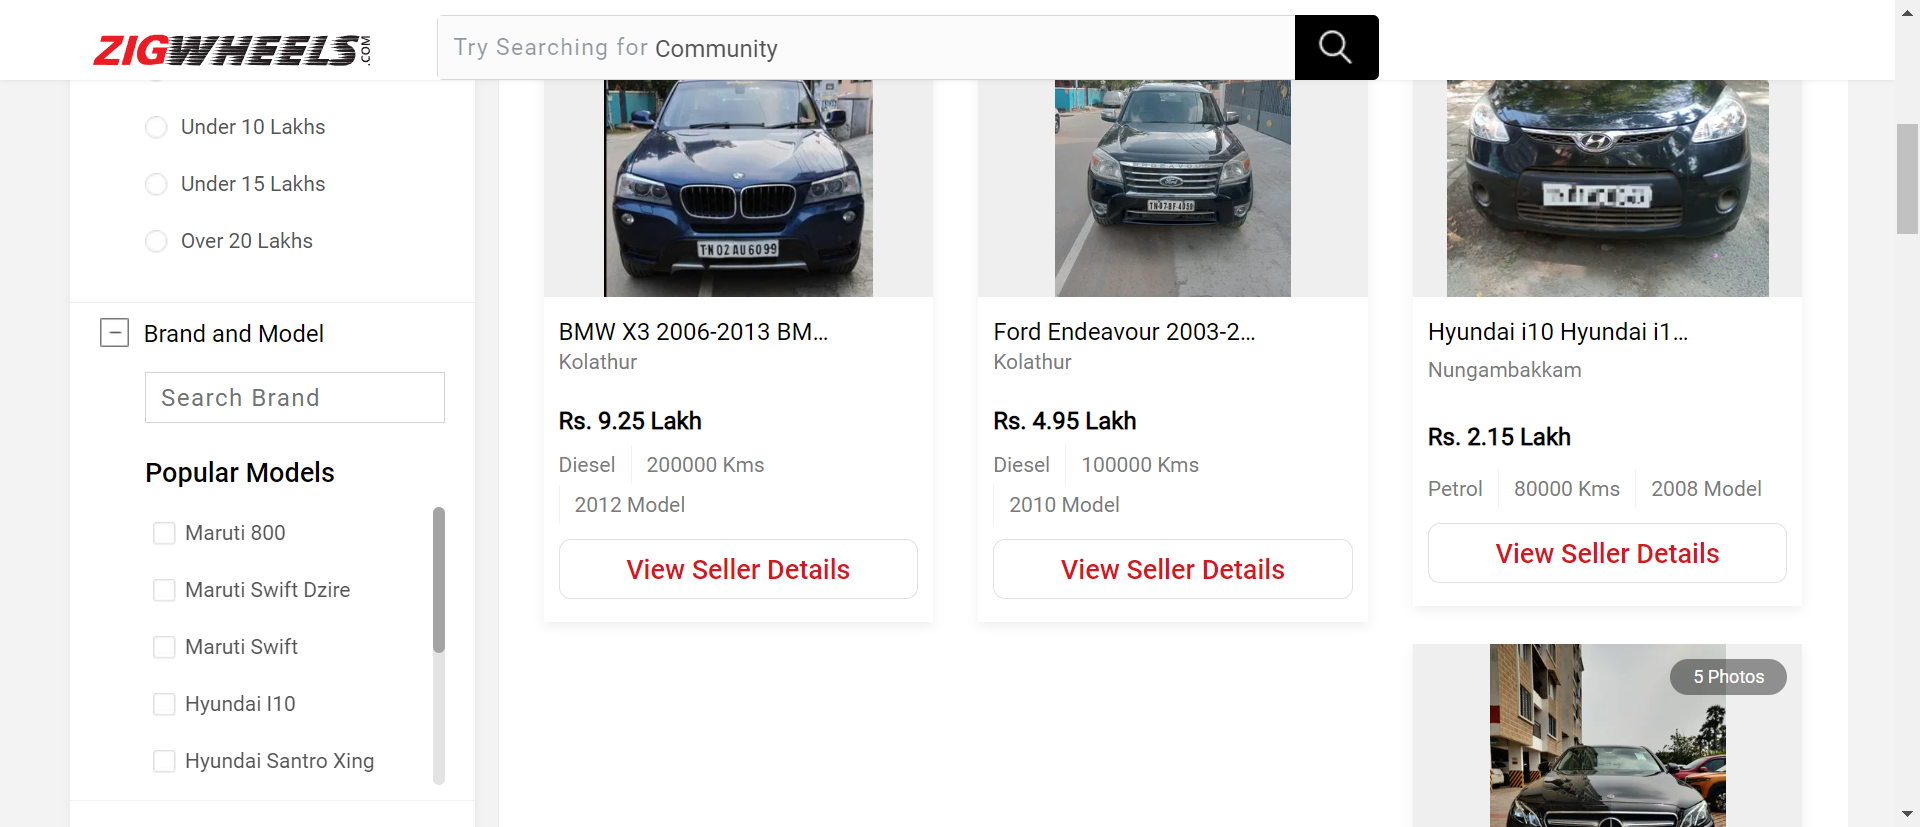 ZIGWHEELS.COM
Try Searching for Community
Under 10 Lakhs
Under 15 Lakhs
Over 20 Lakhs
Brand and Model
Search Brand
Popular Models
Maruti 800
Maruti Swift Dzire
Maruti Swift
Hyundai I10
Hyundai Santro Xing
TN 02 AU 6099
BMW X3 2006-2013 BM...
Kolathur
Rs. 9.25 Lakh
Diesel
200000 Kms
2012 Model
View Seller Details
ENDEAVOUR
Ford
Ford Endeavour 2003-2...
Kolathur
Rs. 4.95 Lakh
Diesel
100000 Kms
2010 Model
View Seller Details
Hyundai i10 Hyundai i1...
Nungambakkam
Rs. 2.15 Lakh
Petrol
80000 Kms
2008 Model
View Seller Details
5 Photos